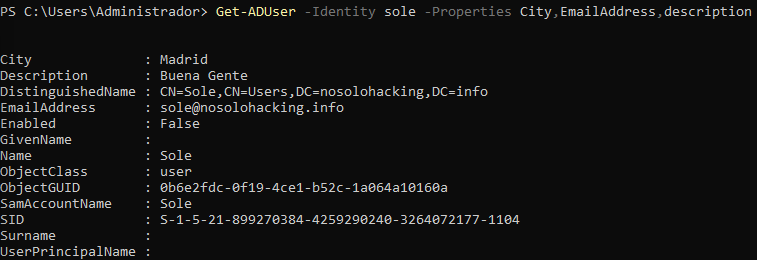 PS C:\Users\Administrador> Get-ADUser -Identity sole -Properties City,EmailAddress,description
City              : Madrid
Description       : Buena Gente
DistinguishedName : CN=Sole,CN=Users,DC=nosolohacking,DC=info
EmailAddress      : sole@nosolohacking.info
Enabled           : False
GivenName         :
Name              : Sole
ObjectClass       : user
ObjectGUID        : 0b6e2fdc-0f19-4ce1-b52c-1a064a10160a
SamAccountName    : Sole
SID               : S-1-5-21-899270384-4259290240-3264072177-1104
Surname           :
UserPrincipalName :